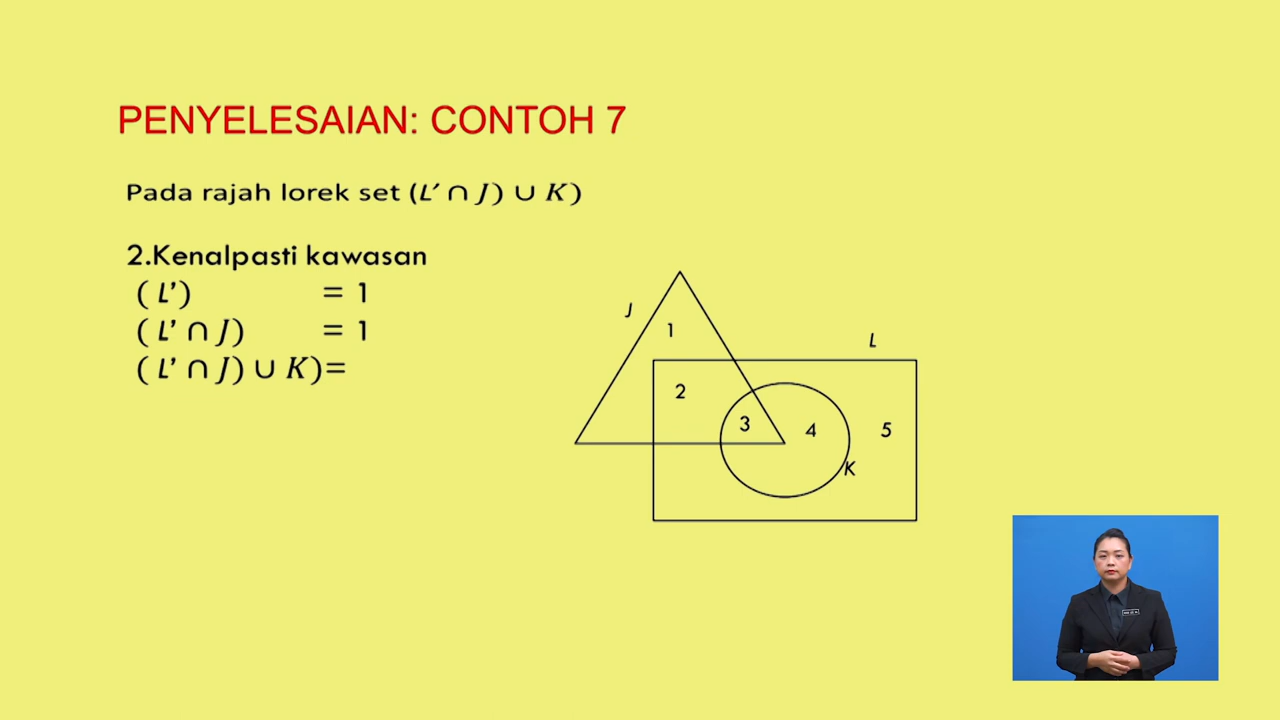 PENYELESAIAN: CONTOH 7
Pada rajah lorek set (L’ ∩ J) ∪ K)
2.Kenalpasti kawasan
( L’) = 1
( L’ ∩ J) = 1
( L’ ∩ J) ∪ K)=
J
1
L
2
3
4
5
K